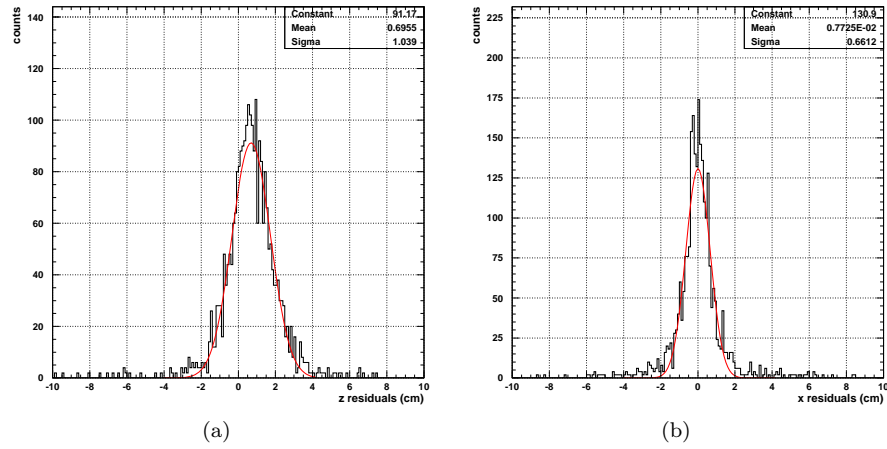 counts
140
120
100
80
60
40
20
0
Constant 91.17
Mean 0.6955
Sigma 1.039
-10 -8 -6 -4 -2 0 2 4 6 8 10
z residuals (cm)
(a)
counts
225
200
175
150
125
100
75
50
25
0
Constant 130.9
Mean 0.7725E-02
Sigma 0.6612
-10 -8 -6 -4 -2 0 2 4 6 8 10
x residuals (cm)
(b)